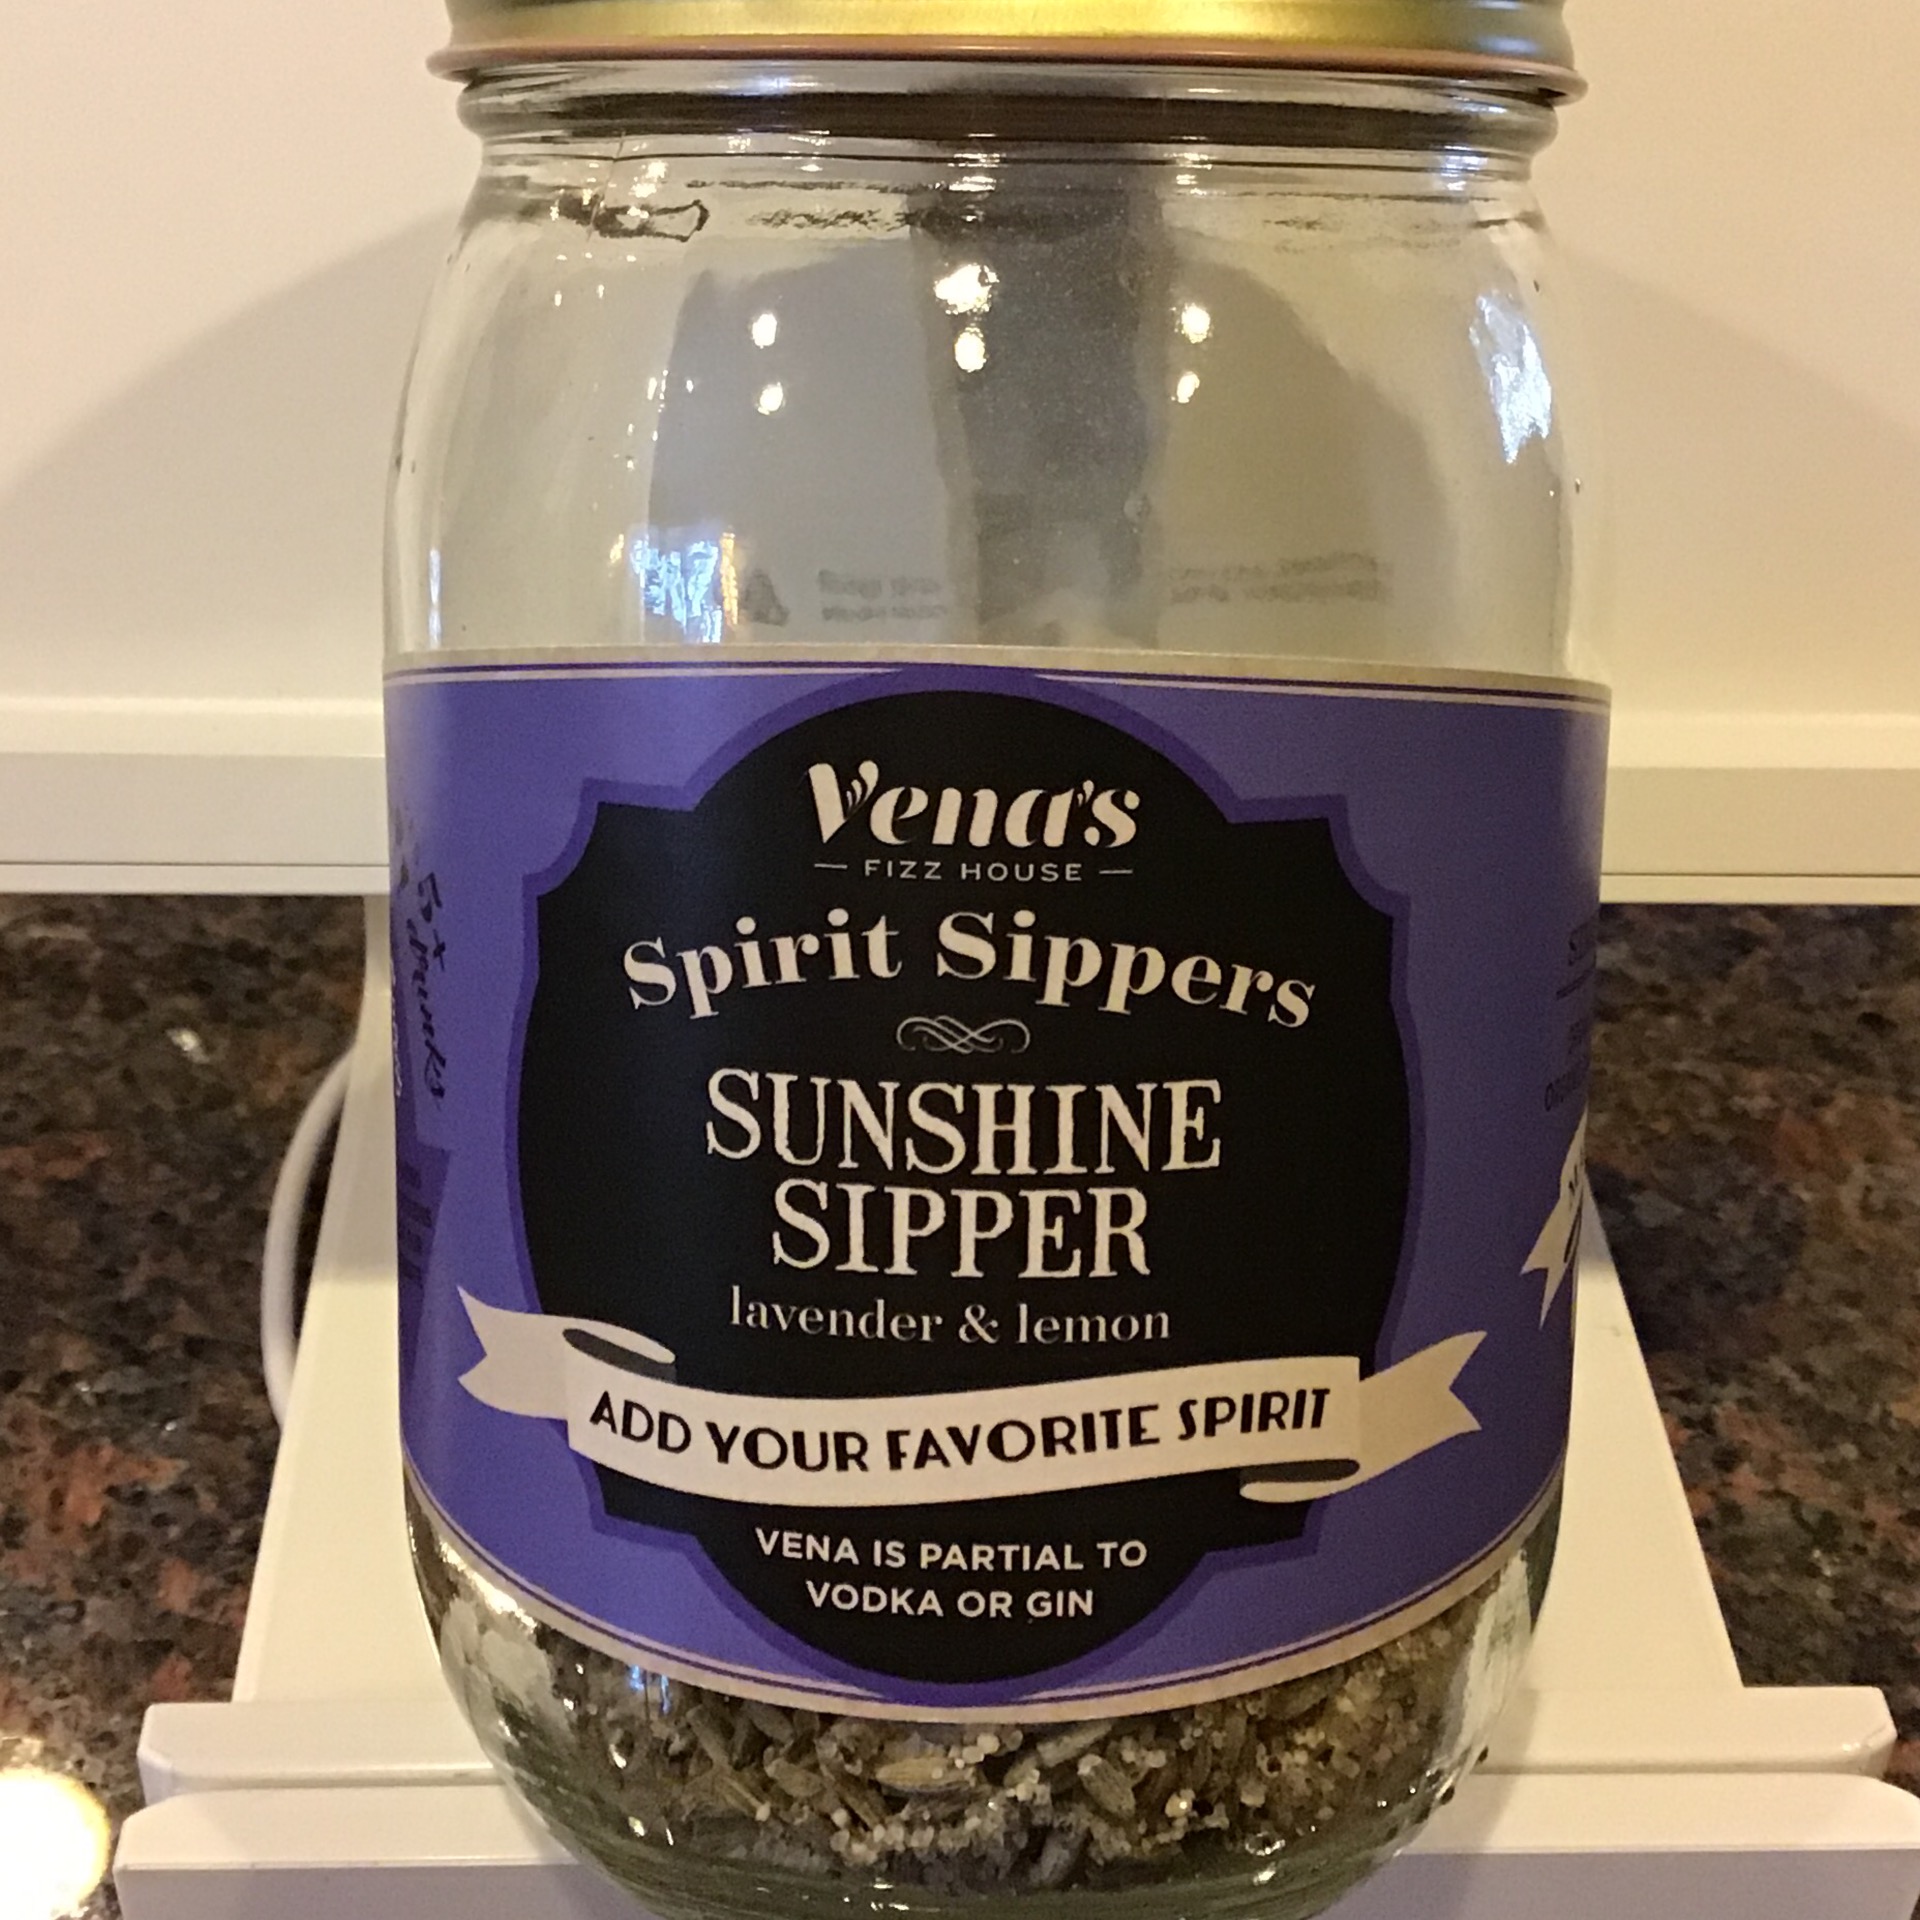 Vena's
FIZZ HOUSE
Spirit Sippers
SUNSHINE
SIPPER
lavender & lemon
ADD YOUR FAVORITE SPIRIT
VENA IS PARTIAL TO
VODKA OR GIN